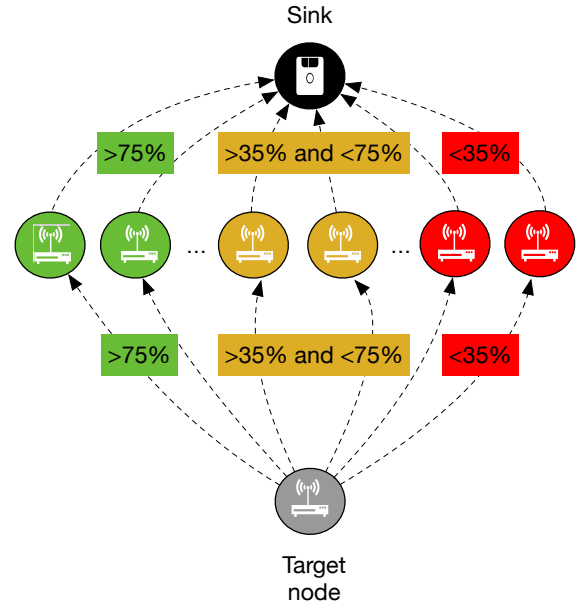 Sink
>75%
>35% and <75%
<35%
...
...
>75%
>35% and <75%
<35%
Target
node